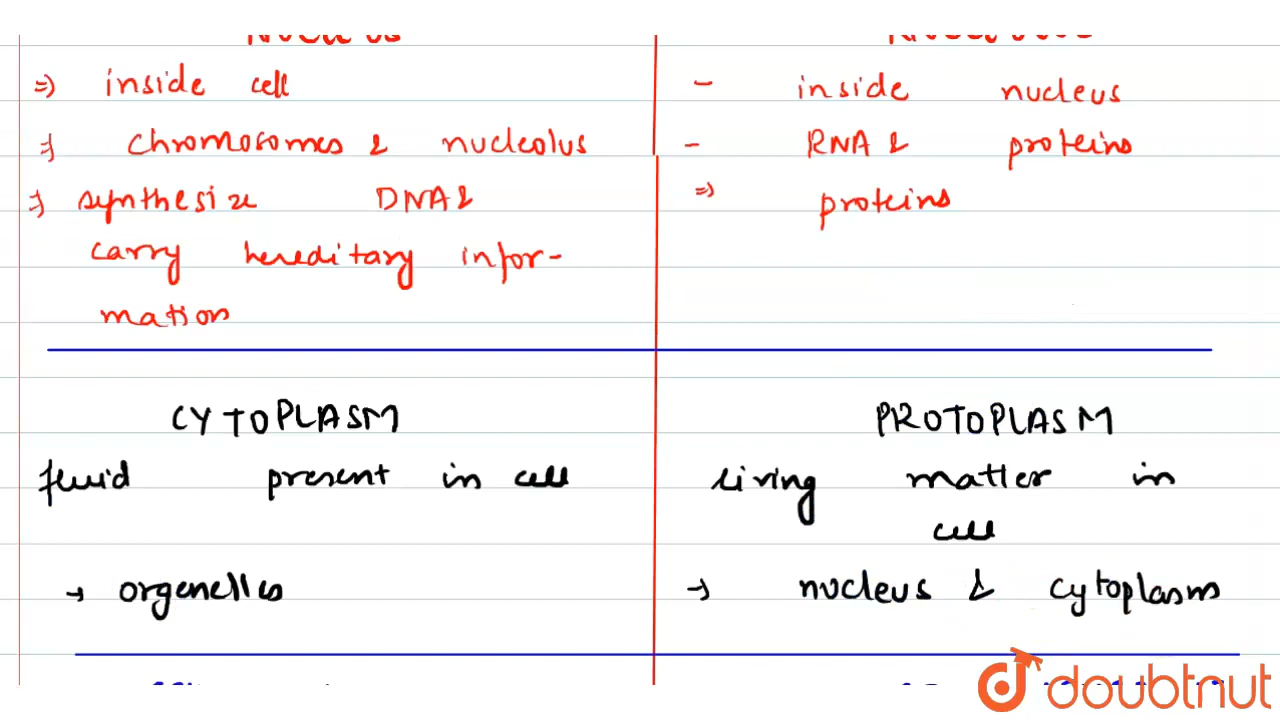 inside cell
inside nucleus
chromosomes & nucleolus
RNA & proteins
synthesize DNA &
proteins
carry hereditary infor-
mation
CYTOPLASM
PROTOPLASM
fluid present in cell
living matter in
cell
→ organelles
→ nucleus & cytoplasm
doubtnut